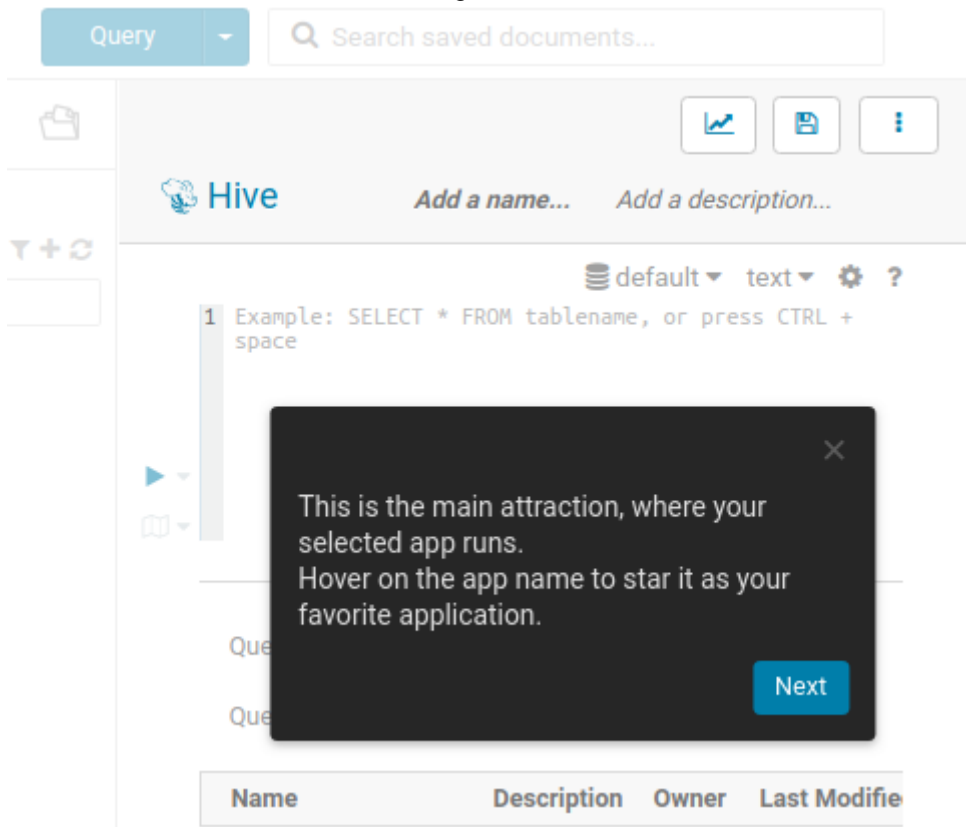 Query
Search saved documents...
Hive
Add a name...
Add a description...
default
text
?
1 Example: SELECT * FROM tablename, or press CTRL +
space
This is the main attraction, where your
selected app runs.
Hover on the app name to star it as your
favorite application.
Next
Name Description Owner
Last